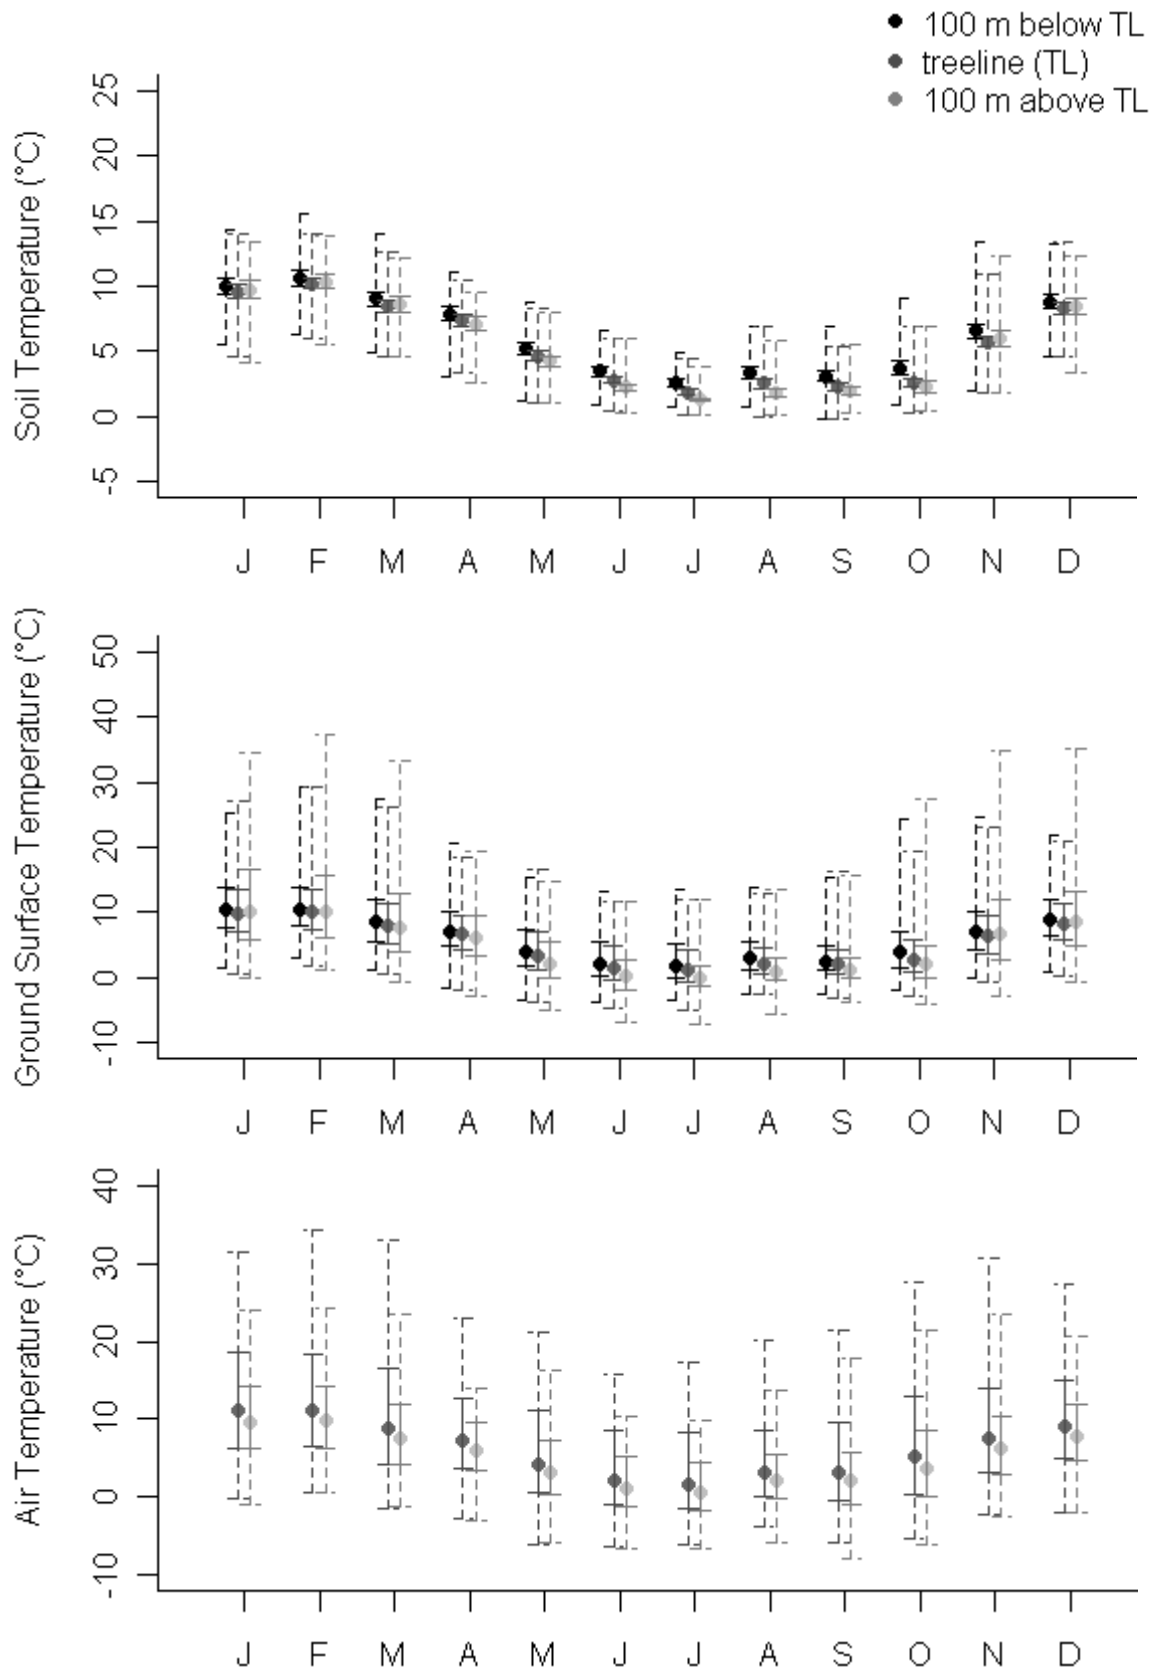 100 m below TL
treeline (TL)
100 m above TL
Soil Temperature (°C)
25
20
15
10
5
0
-5
J F M A M J J A S O N D
Ground Surface Temperature (°C)
50
40
30
20
10
0
-10
J F M A M J J A S O N D
Air Temperature (°C)
40
30
20
10
0
-10
J F M A M J J A S O N D